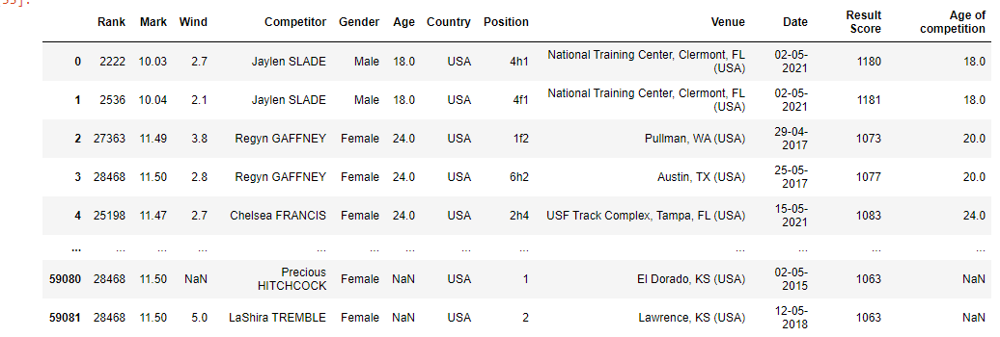 55]:
Rank Mark Wind Competitor Gender Age Country Position Venue Date Result Score Age of competition
0 2222 10.03 2.7 Jaylen SLADE Male 18.0 USA 4h1 National Training Center, Clermont, FL (USA) 02-05-2021 1180 18.0
1 2536 10.04 2.1 Jaylen SLADE Male 18.0 USA 4f1 National Training Center, Clermont, FL (USA) 02-05-2021 1181 18.0
2 27363 11.49 3.8 Regyn GAFFNEY Female 24.0 USA 1f2 Pullman, WA (USA) 29-04-2017 1073 20.0
3 28468 11.50 2.8 Regyn GAFFNEY Female 24.0 USA 6h2 Austin, TX (USA) 25-05-2017 1077 20.0
4 25198 11.47 2.7 Chelsea FRANCIS Female 24.0 USA 2h4 USF Track Complex, Tampa, FL (USA) 15-05-2021 1083 24.0
... ... ... ... ... ... ... ... ... ... ... ... ...
59080 28468 11.50 NaN Precious HITCHCOCK Female NaN USA 1 El Dorado, KS (USA) 02-05-2015 1063 NaN
59081 28468 11.50 5.0 LaShira TREMBLE Female NaN USA 2 Lawrence, KS (USA) 12-05-2018 1063 NaN